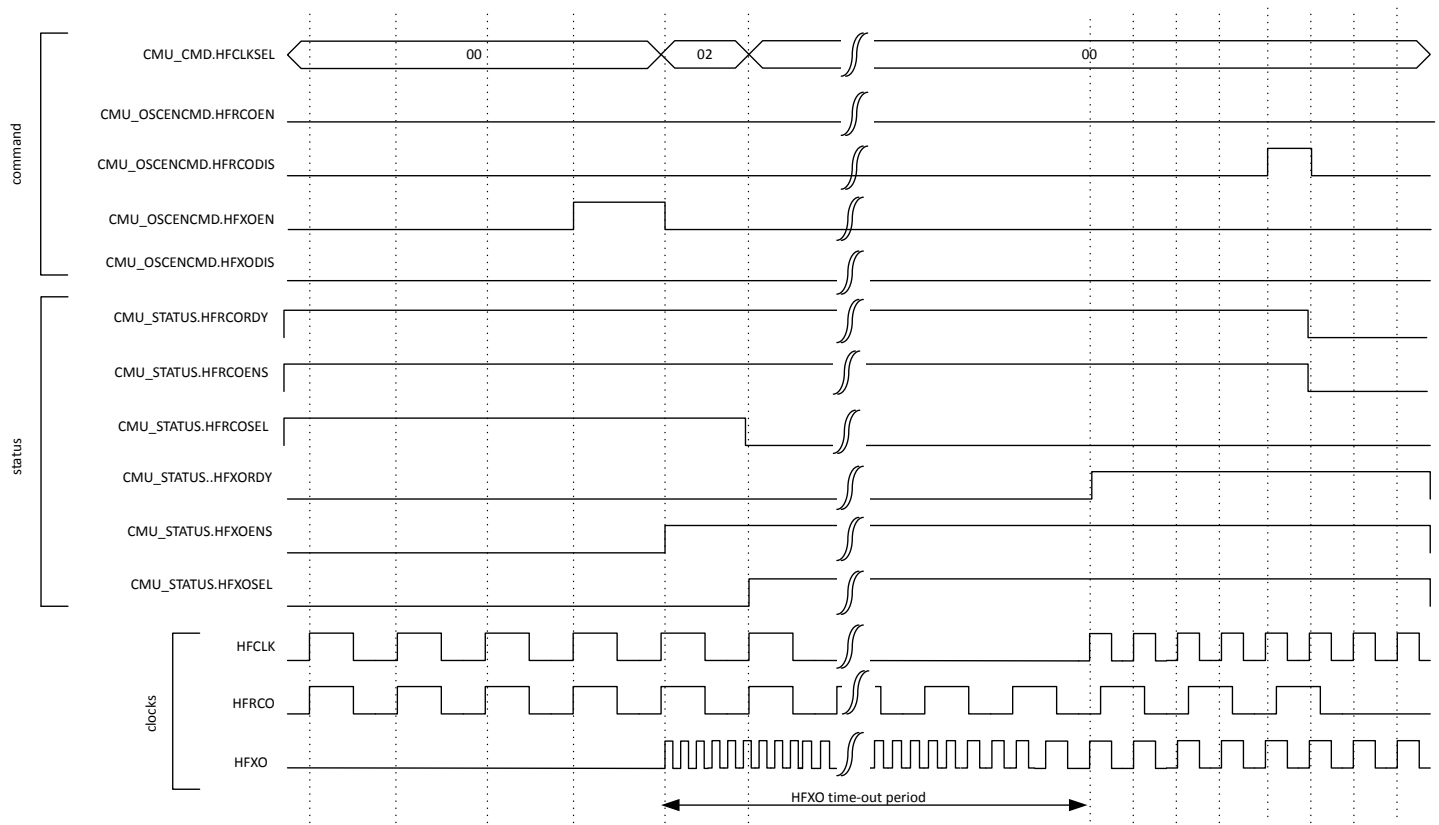 command
CMU_CMD.HFCLKSEL
00
02
00
CMU_OSCENCMD.HFRCOEN
CMU_OSCENCMD.HFRCODIS
CMU_OSCENCMD.HFXOEN
CMU_OSCENCMD.HFXODIS
status
CMU_STATUS.HFRCORDY
CMU_STATUS.HFRCOENS
CMU_STATUS.HFRCOSEL
CMU_STATUS..HFXORDY
CMU_STATUS.HFXOENS
CMU_STATUS.HFXOSEL
clocks
HFCLK
HFRCO
HFXO
HFXO time-out period